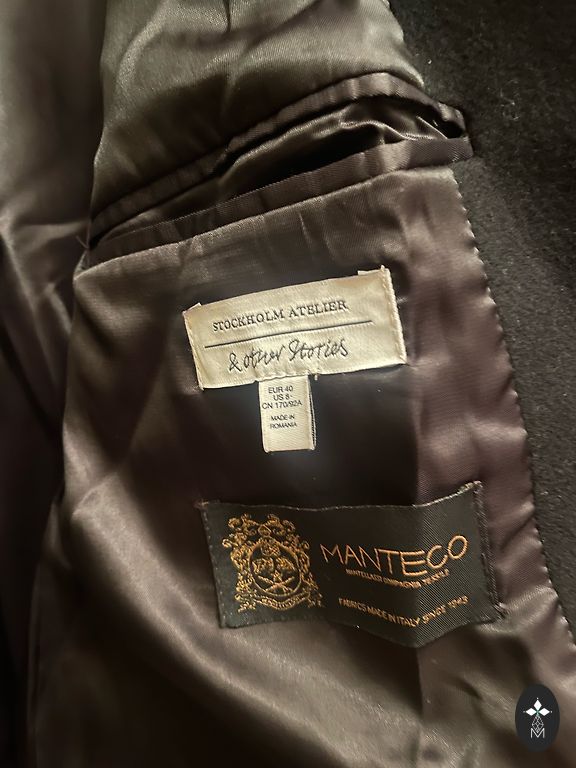 STOCKHOLM ATELIER
& other Stories
EUR 40
US 8
CN 170/92A
MADE IN
ROMANIA
MANTECO
FABRICS MADE IN ITALY SINCE 1943
M